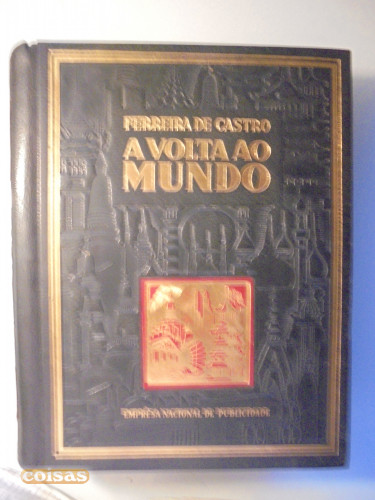 FERREIRA DE CASTRO
A VOLTA AO
MUNDO
EMPRESA NACIONAL DE PUBLICIDADE
coisas